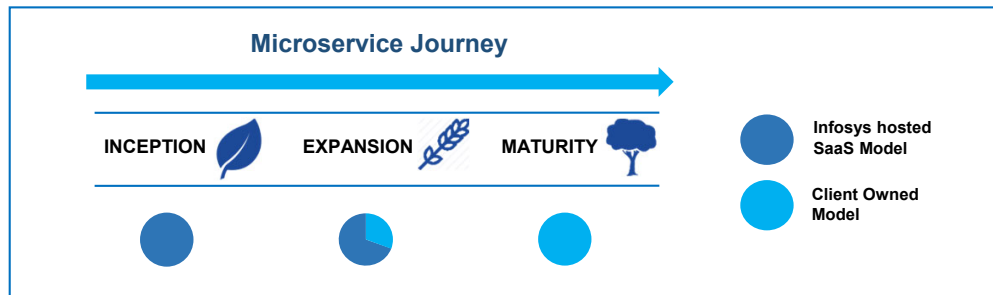 Microservice Journey
INCEPTION
EXPANSION
MATURITY
Infosys hosted
SaaS Model
Client Owned
Model